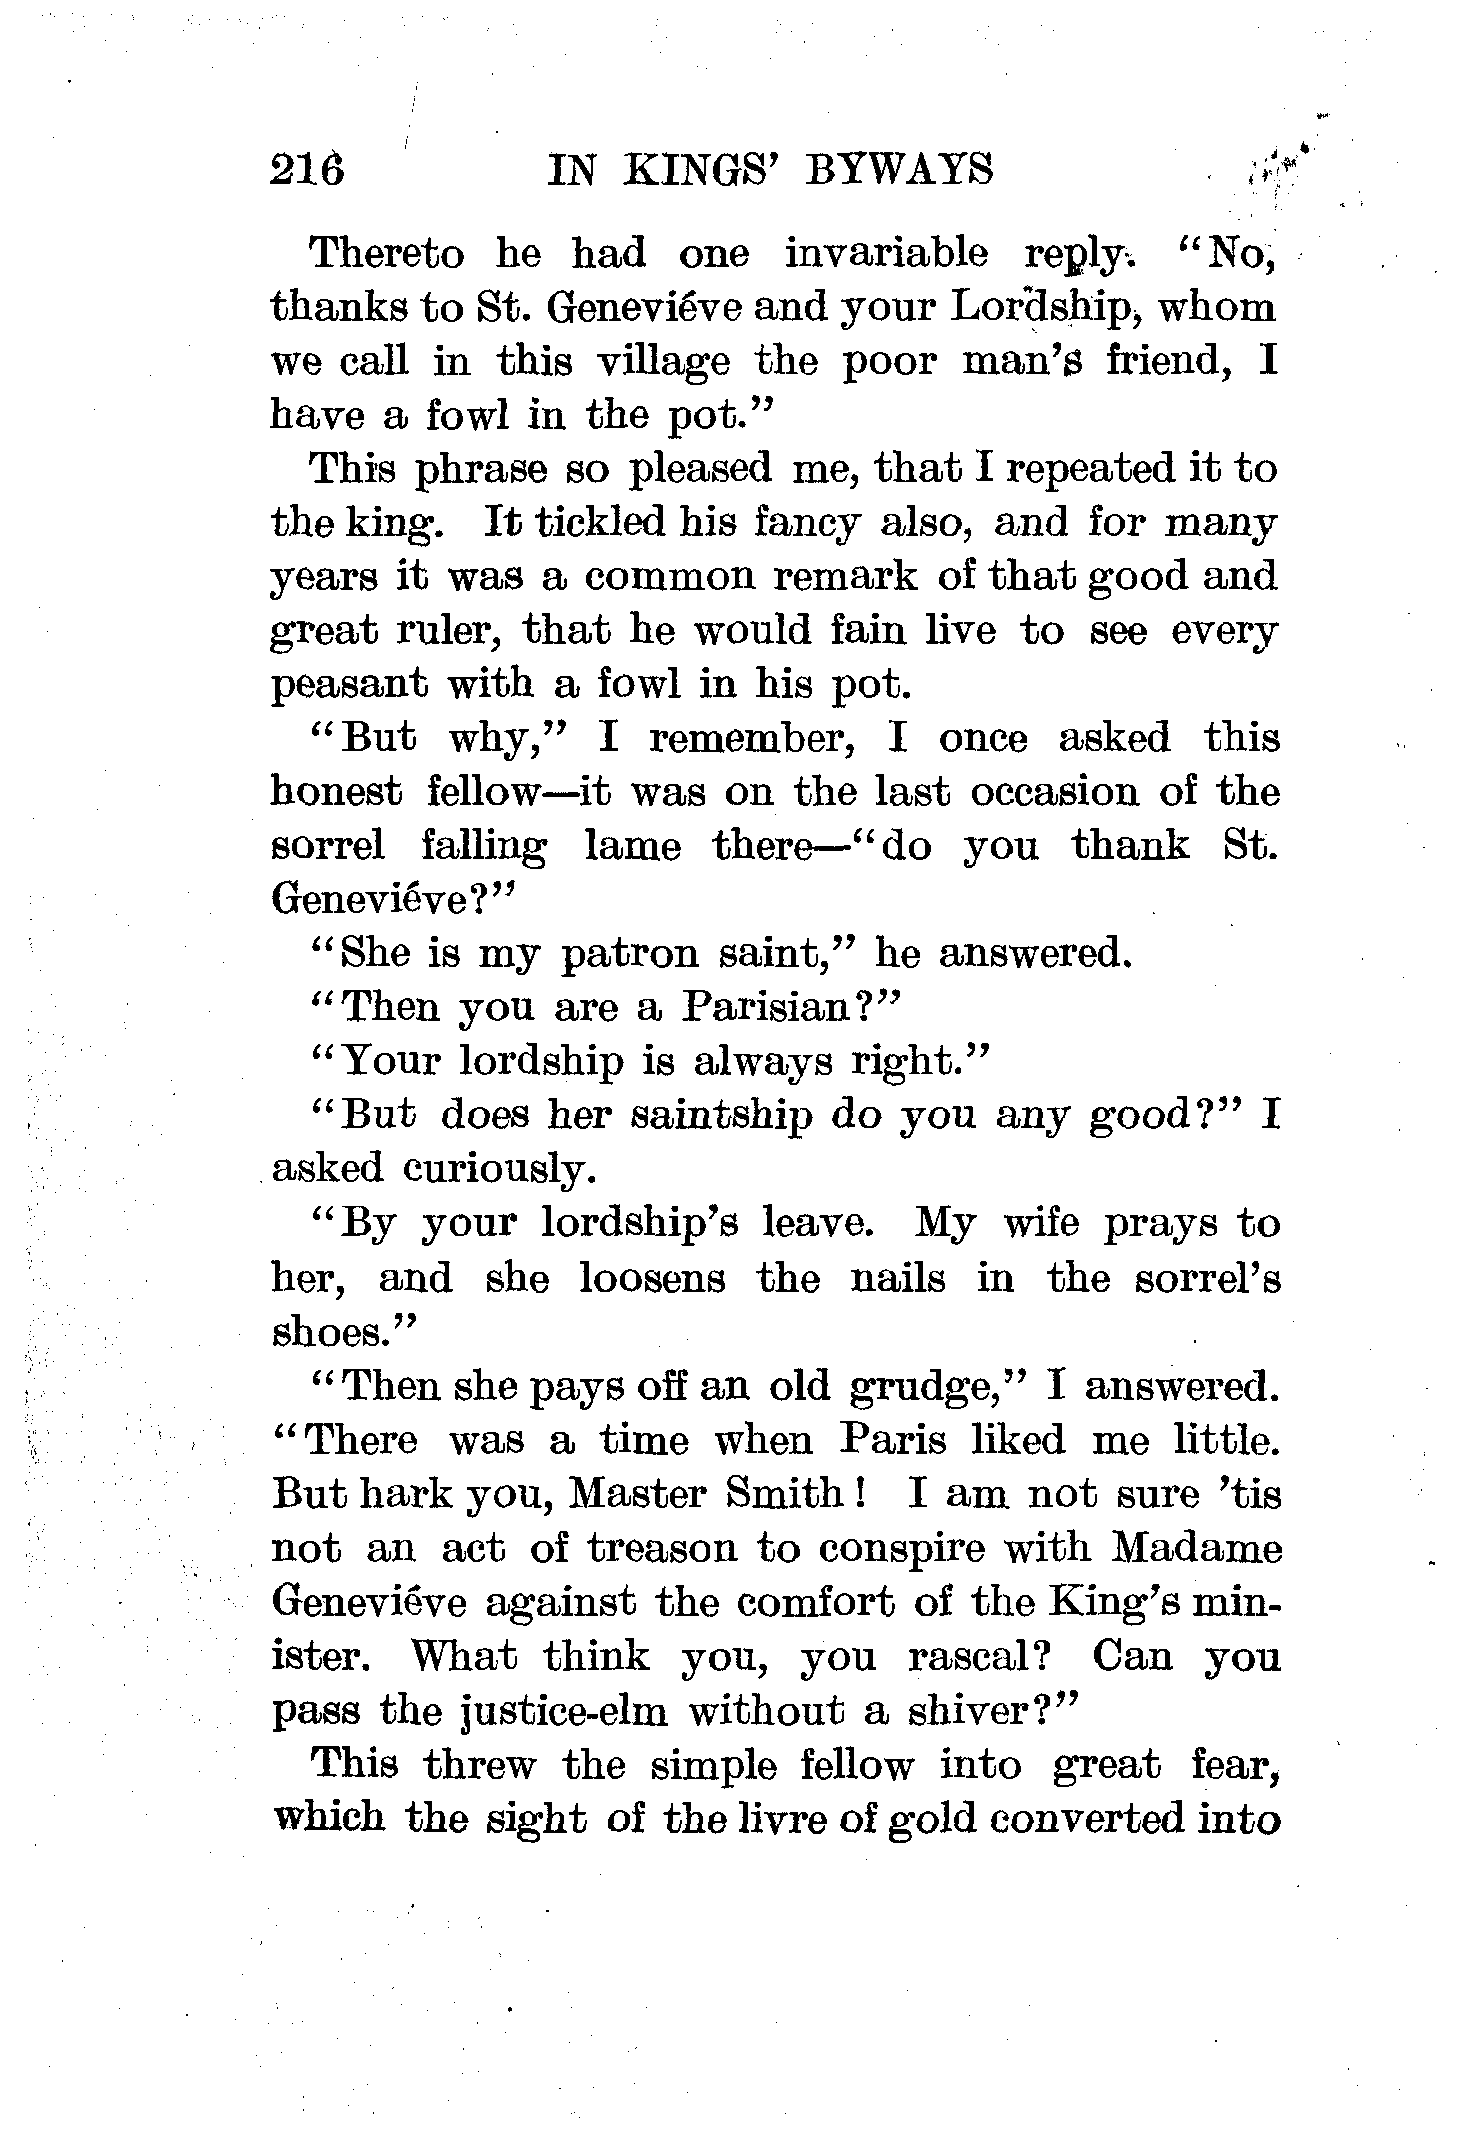 216 IN KINGS' BYWAYS
Thereto he had one invariable reply. "No,
thanks to St. Geneviéve and your Lordship, whom
we call in this village the poor man's friend, I
have a fowl in the pot."
This phrase so pleased me, that I repeated it to
the king. It tickled his fancy also, and for many
years it was a common remark of that good and
great ruler, that he would fain live to see every
peasant with a fowl in his pot.
"But why," I remember, I once asked this
honest fellow—it was on the last occasion of the
sorrel falling lame there—"do you thank St.
Geneviéve?"
"She is my patron saint," he answered.
"Then you are a Parisian?"
"Your lordship is always right."
"But does her saintship do you any good?" I
asked curiously.
"By your lordship's leave. My wife prays to
her, and she loosens the nails in the sorrel's
shoes."
"Then she pays off an old grudge," I answered.
"There was a time when Paris liked me little.
But hark you, Master Smith! I am not sure 'tis
not an act of treason to conspire with Madame
Geneviéve against the comfort of the King's min-
ister. What think you, you rascal? Can you
pass the justice-elm without a shiver?"
This threw the simple fellow into great fear,
which the sight of the livre of gold converted into